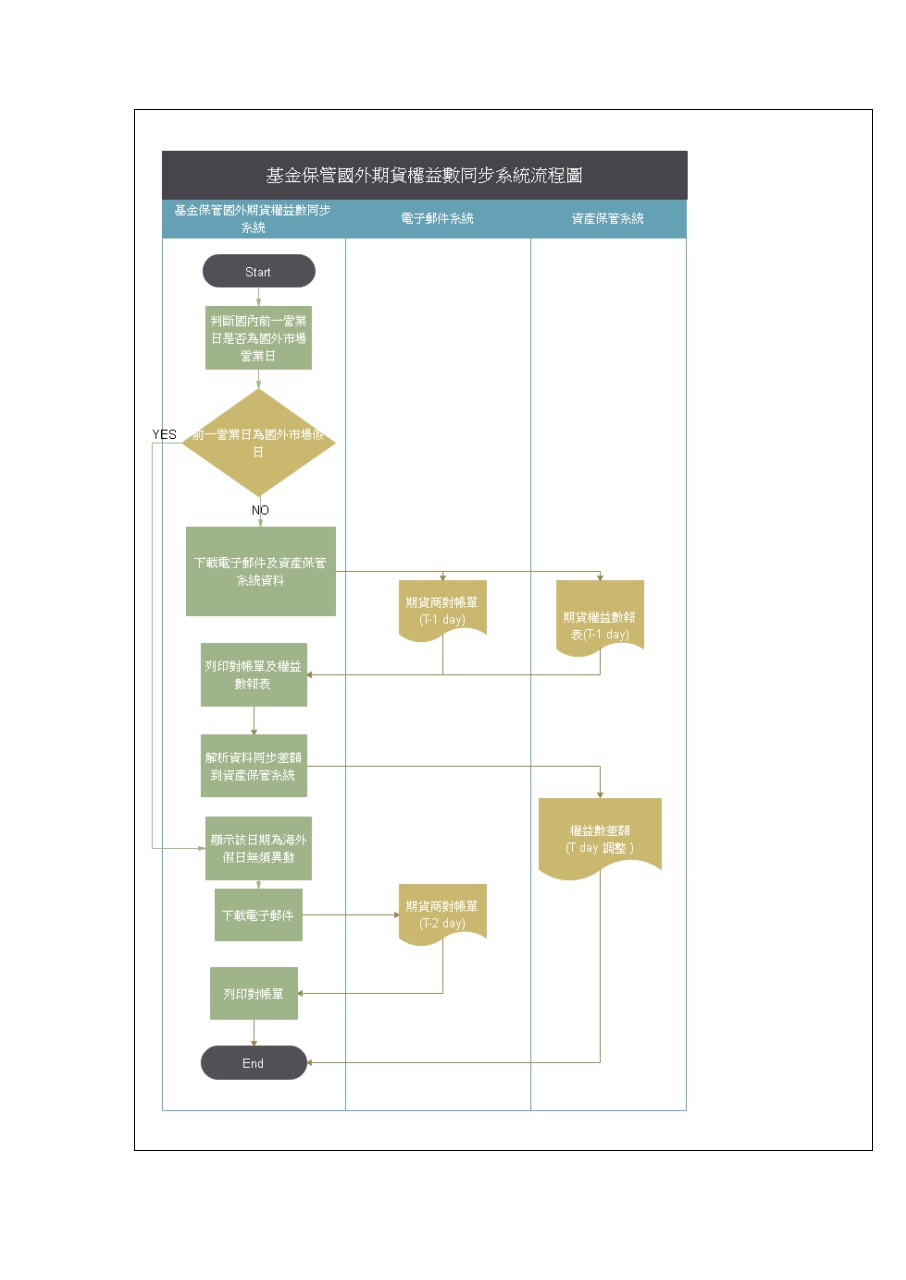 基金保管國外期貨權益數同步系統流程圖
基金保管國外期貨權益數同步
系統
電子郵件系統
資產保管系統
Start
判斷國內前一營業
日是否為國外市場
營業日
YES
前一營業日為國外市場假
日
NO
下載電子郵件及資產保管
系統資料
期貨商對帳單
(T-1 day)
期貨權益數報
表(T-1 day)
列印對帳單及權益
數報表
解析資料同步差額
到資產保管系統
權益數差額
(T day 調整 )
顯示該日期為海外
假日無須異動
下載電子郵件
期貨商對帳單
(T-2 day)
列印對帳單
End